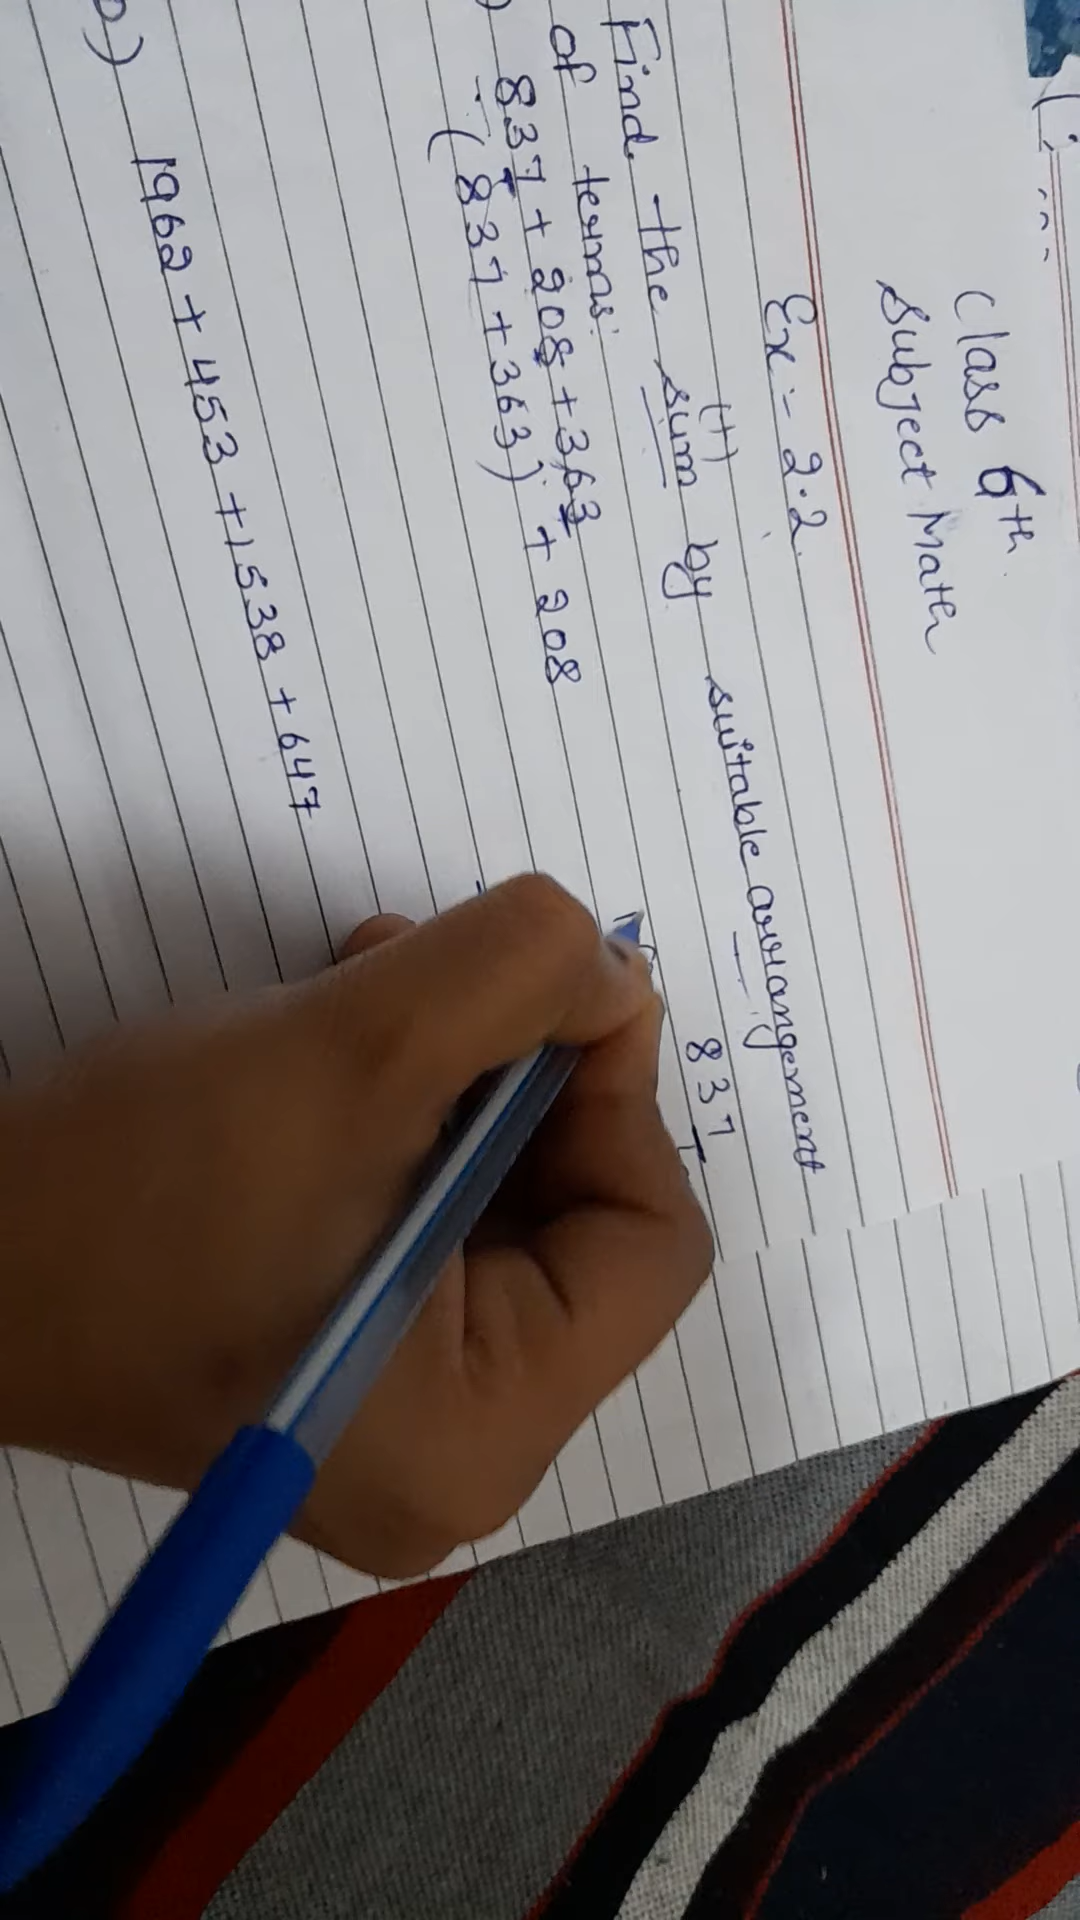 Class 6th
Subject Math
Ex:- 2.2
(+)
Find the sum by suitable arrangement
of terms:
837 + 208 + 363
(837 + 363) + 208
837
b) 1962 + 453 + 1538 + 647